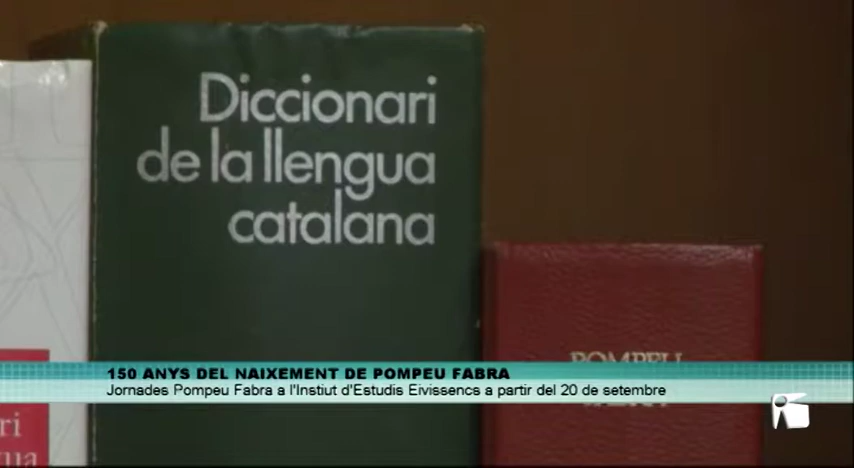 Diccionari
de la llengua
catalana
POMPEU
150 ANYS DEL NAIXEMENT DE POMPEU FABRA
Jornades Pompeu Fabra a l'Instiut d'Estudis Eivissencs a partir del 20 de setembre
ri
ua